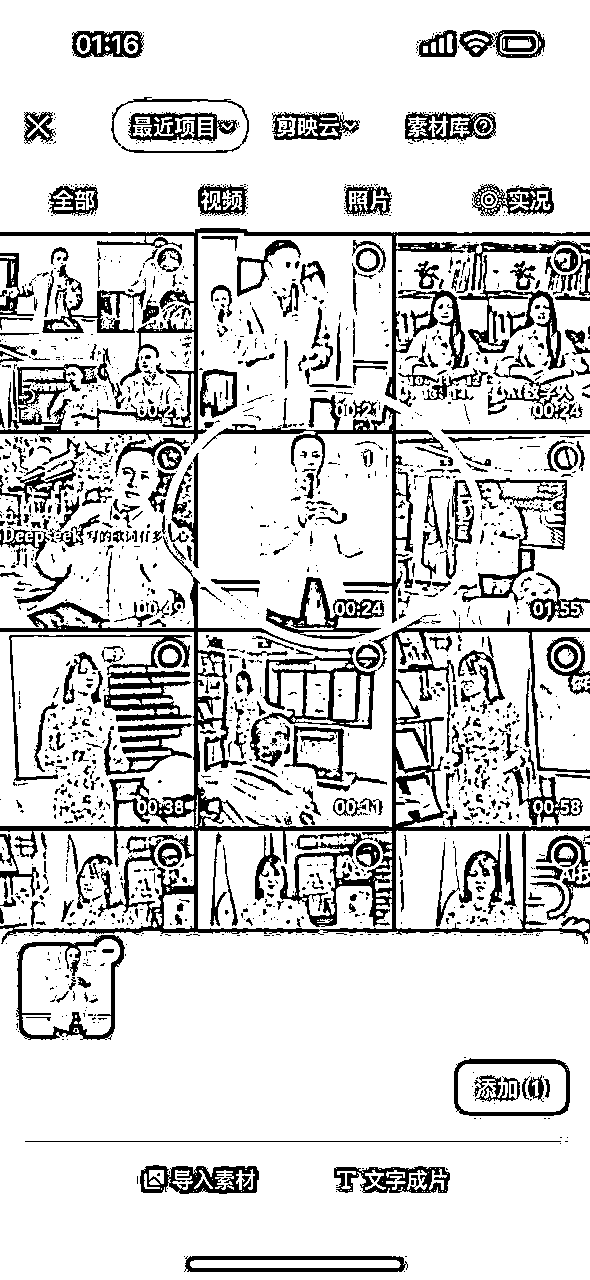 01:16
最近项目 剪映云 素材库
全部 视频 照片 实况
00:21
00:21
00:24
Deepseek
00:49
1
00:24
01:55
00:38
00:11
00:58
添加 (1)
导入素材 T 文字成片